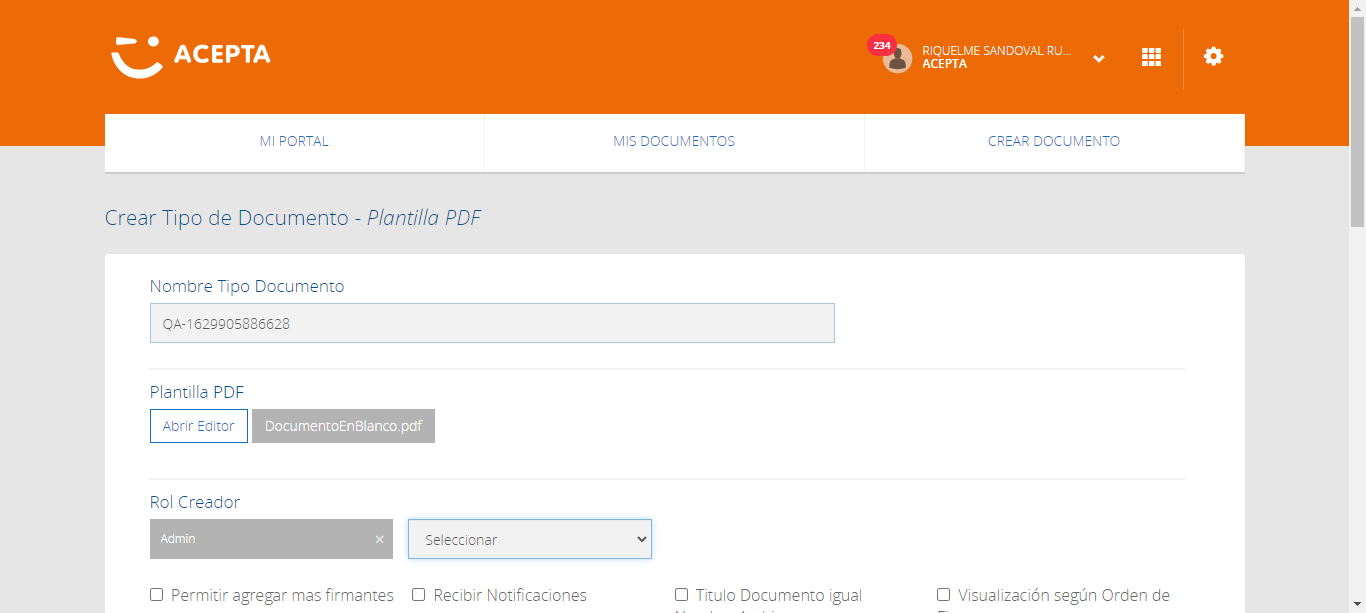 ACEPTA
234
RIQUELME SANDOVAL RU...
ACEPTA
MI PORTAL
MIS DOCUMENTOS
CREAR DOCUMENTO
Crear Tipo de Documento - Plantilla PDF
Nombre Tipo Documento
QA-1629905886628
Plantilla PDF
Abrir Editor
DocumentoEnBlanco.pdf
Rol Creador
Admin ×
Seleccionar
Permitir agregar mas firmantes
Recibir Notificaciones
Titulo Documento igual
Visualización según Orden de